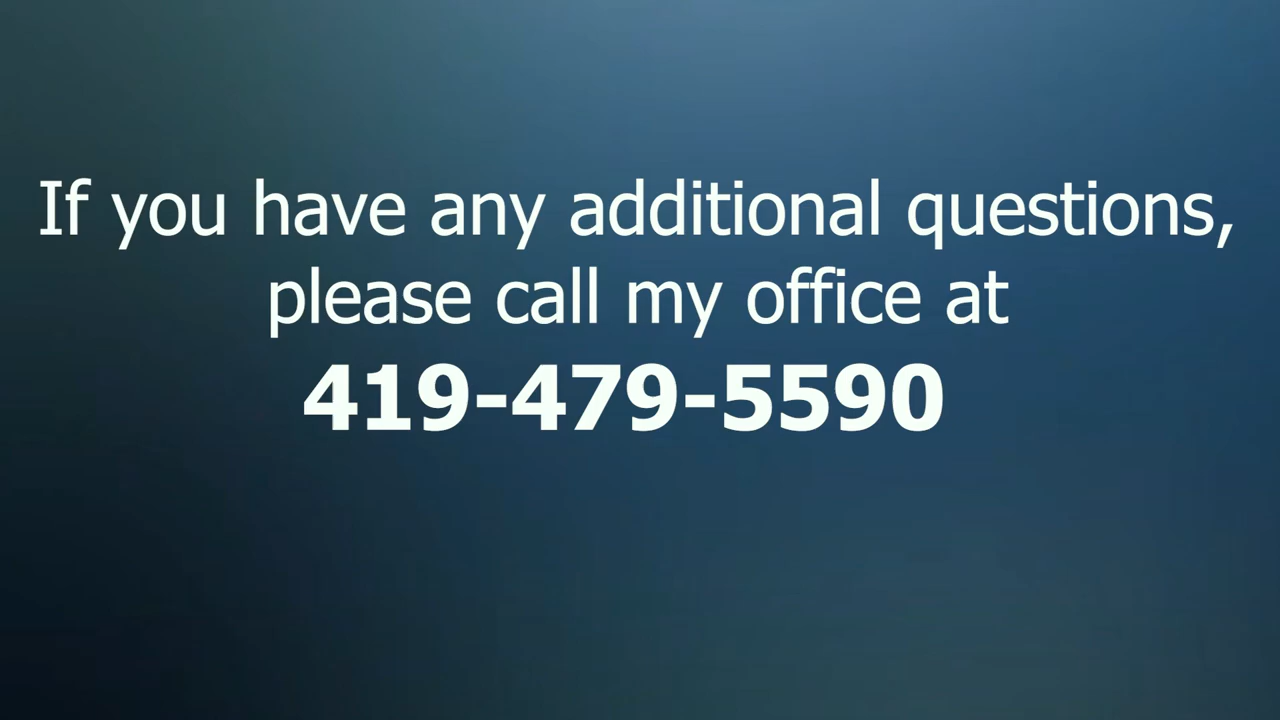 If you have any additional questions,
please call my office at
419-479-5590